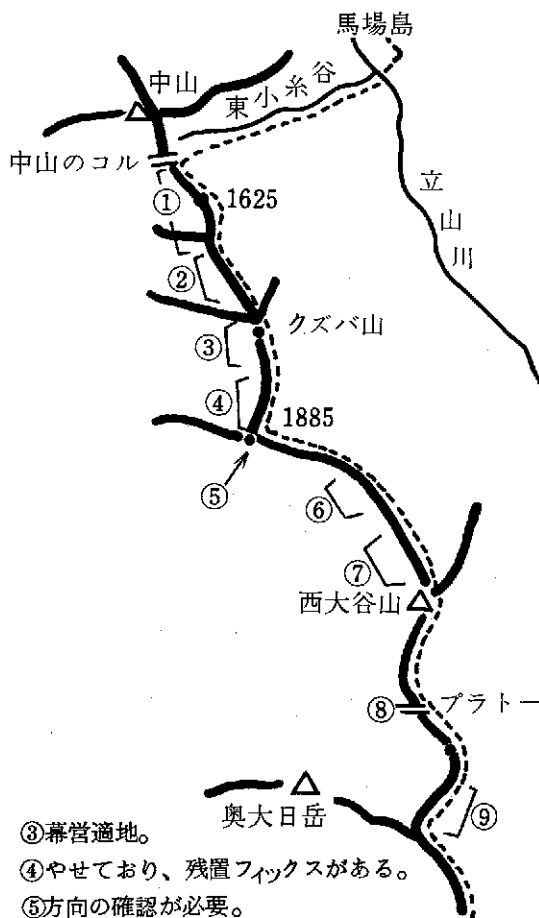 馬場島
中山
東小糸谷
中山のコル
立山川
①
1625
②
クズバ山
③
④
1885
⑤
⑥
⑦
西大谷山
⑧
プラトー
奥大日岳
⑨
③幕営適地。
④やせており、残置フィックスがある。
⑤方向の確認が必要。